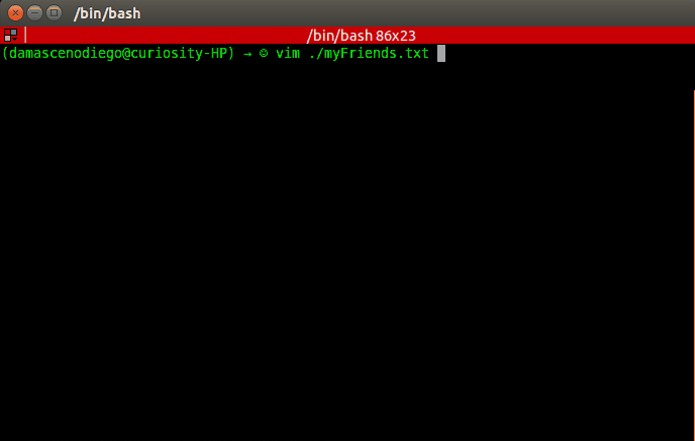 /bin/bash
/bin/bash 86x23
(damascenodiego@curiosity-HP) → ☺ vim ./myFriends.txt